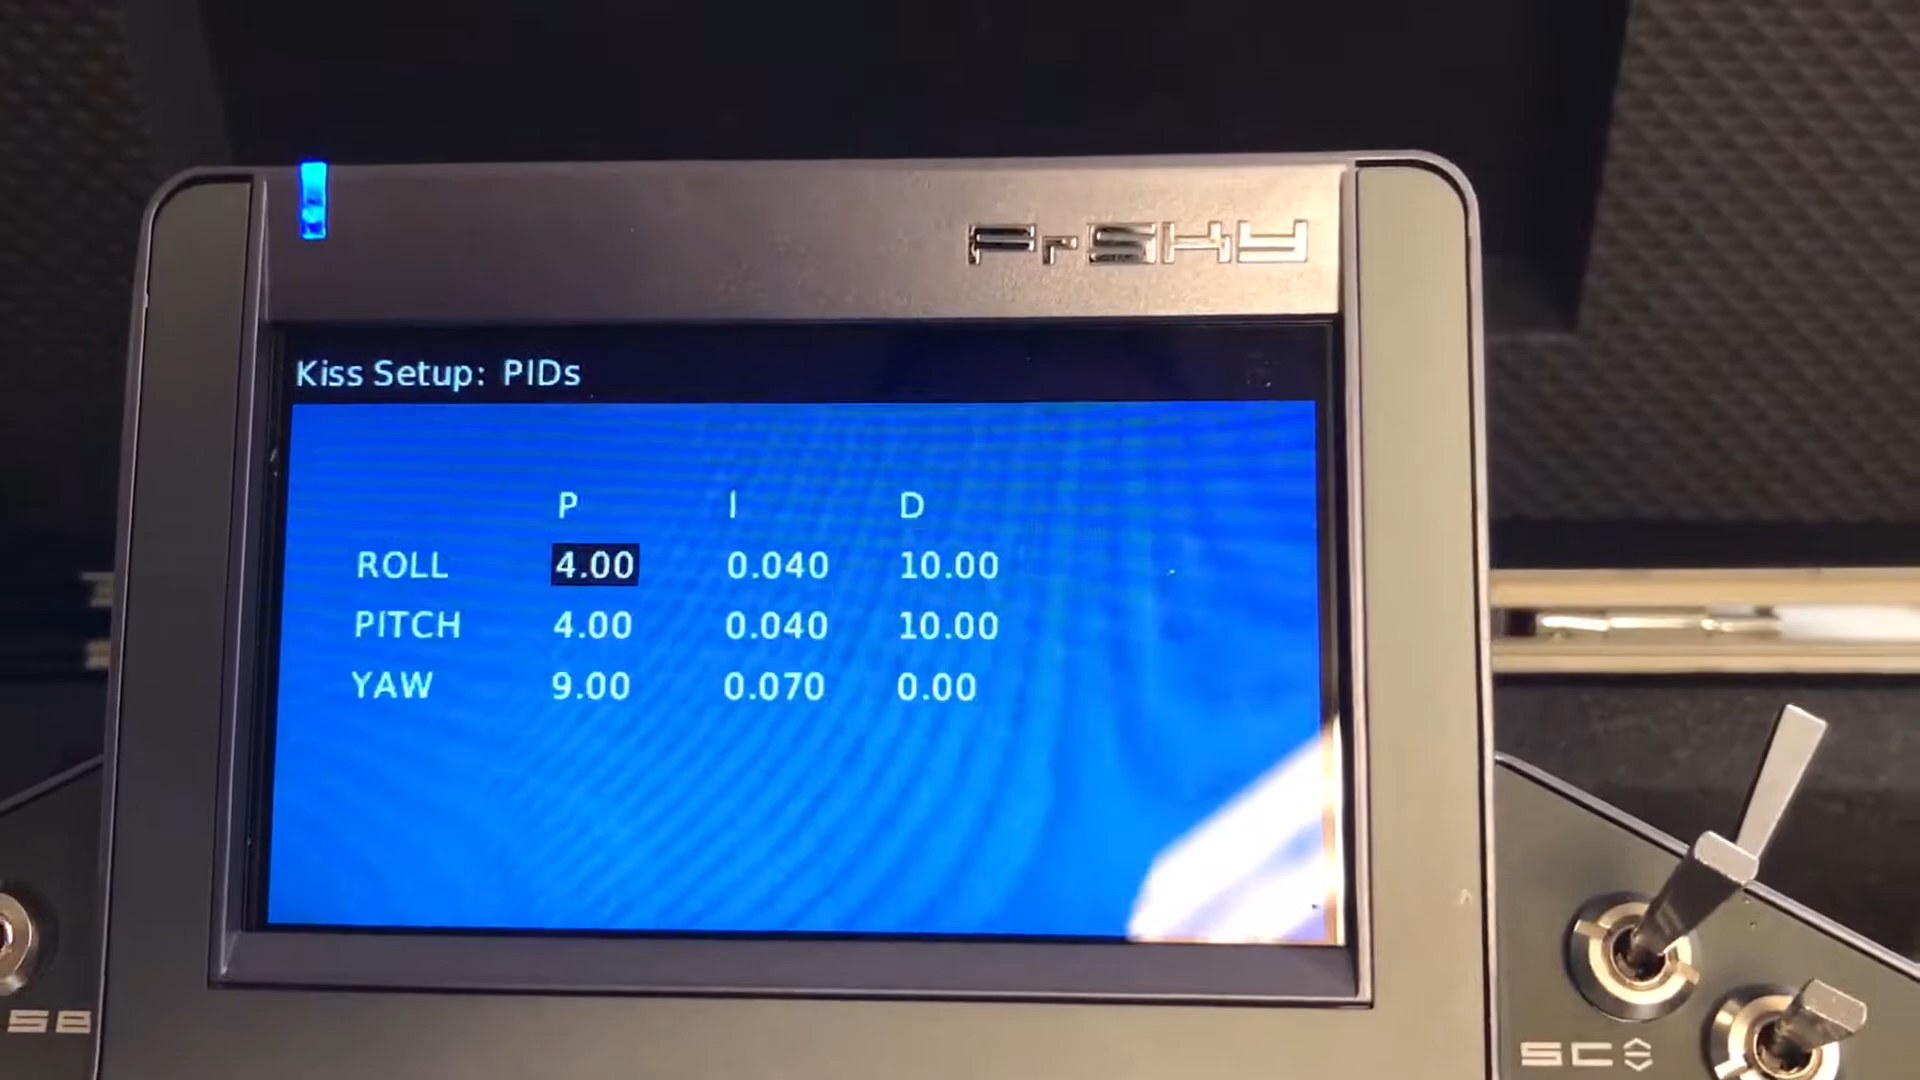 FrSky
Kiss Setup: PIDs
P I D
ROLL 4.00 0.040 10.00
PITCH 4.00 0.040 10.00
YAW 9.00 0.070 0.00
SB
SC